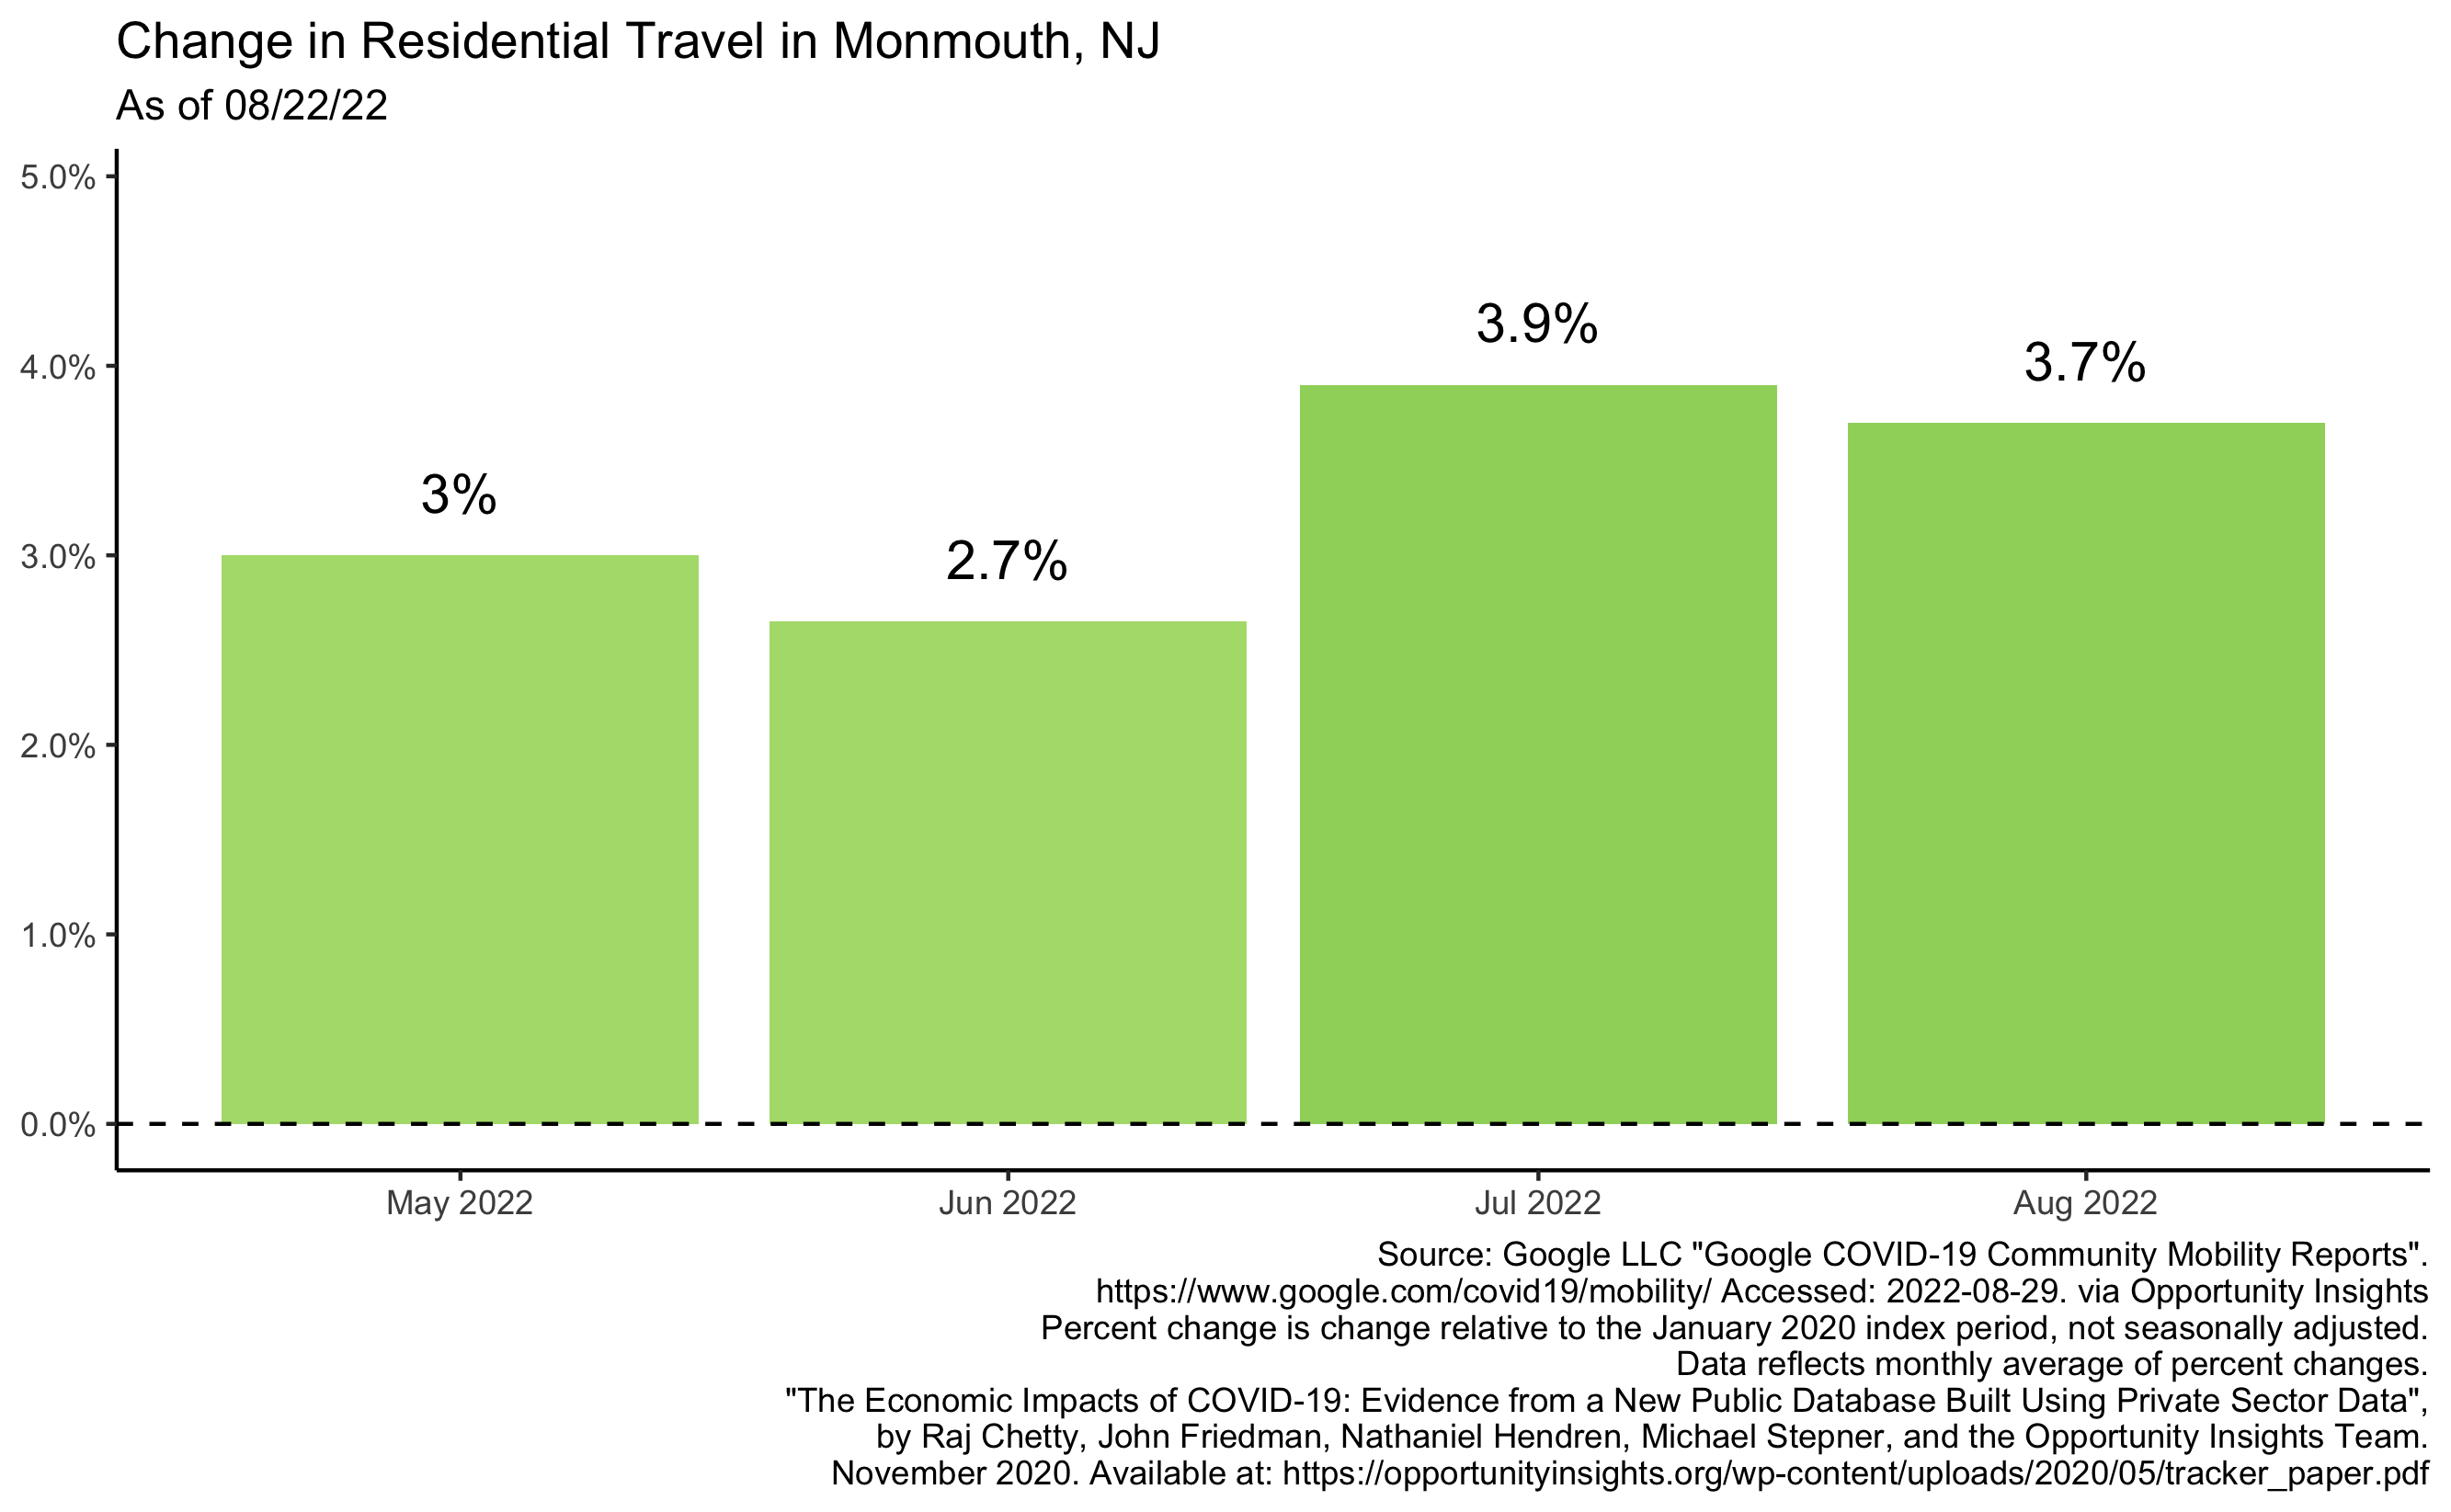 Change in Residential Travel in Monmouth, NJ
As of 08/22/22
5.0%
4.0%
3.0%
2.0%
1.0%
0.0%
3%
2.7%
3.9%
3.7%
May 2022
Jun 2022
Jul 2022
Aug 2022
Source: Google LLC "Google COVID-19 Community Mobility Reports".
https://www.google.com/covid19/mobility/ Accessed: 2022-08-29. via Opportunity Insights
Percent change is change relative to the January 2020 index period, not seasonally adjusted.
Data reflects monthly average of percent changes.
"The Economic Impacts of COVID-19: Evidence from a New Public Database Built Using Private Sector Data",
by Raj Chetty, John Friedman, Nathaniel Hendren, Michael Stepner, and the Opportunity Insights Team.
November 2020. Available at: https://opportunityinsights.org/wp-content/uploads/2020/05/tracker_paper.pdf